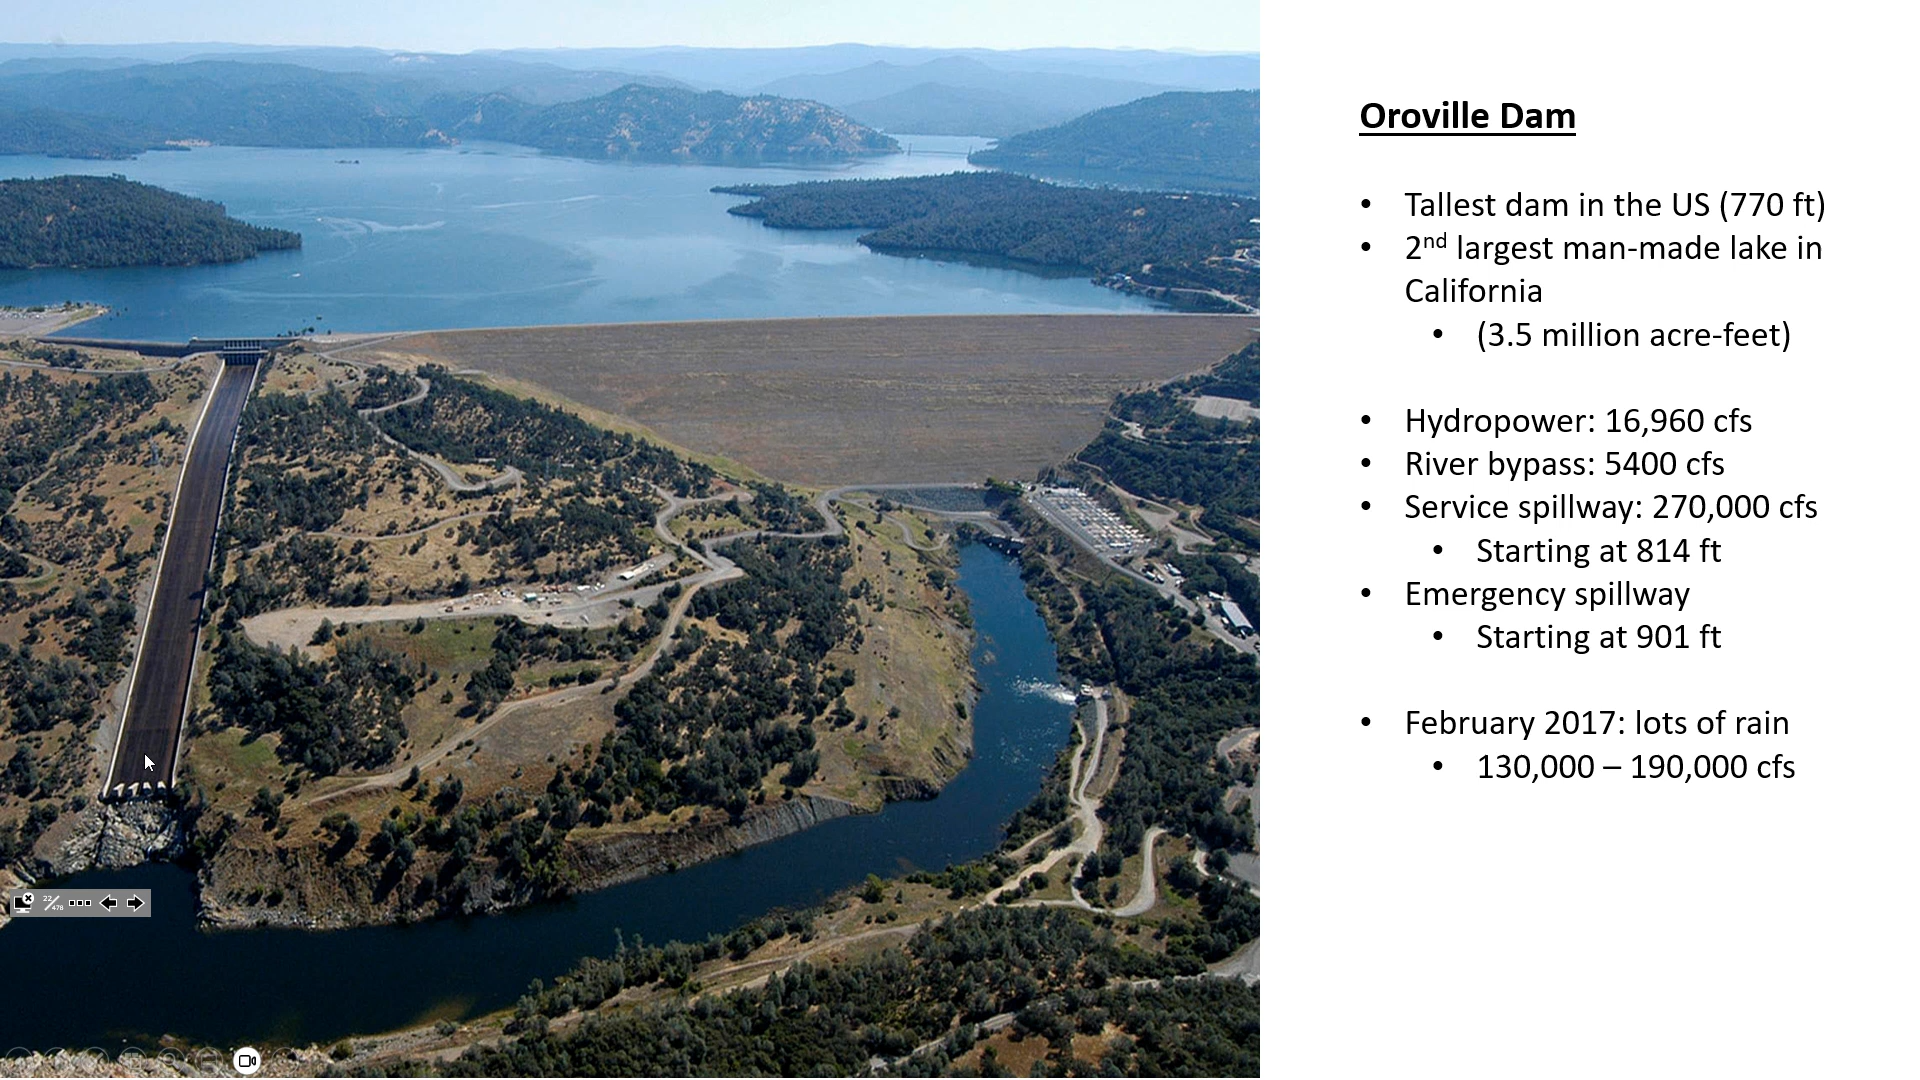 Oroville Dam
• Tallest dam in the US (770 ft)
• 2nd largest man-made lake in
California
• (3.5 million acre-feet)
• Hydropower: 16,960 cfs
• River bypass: 5400 cfs
• Service spillway: 270,000 cfs
• Starting at 814 ft
• Emergency spillway
• Starting at 901 ft
• February 2017: lots of rain
• 130,000 – 190,000 cfs
22/478